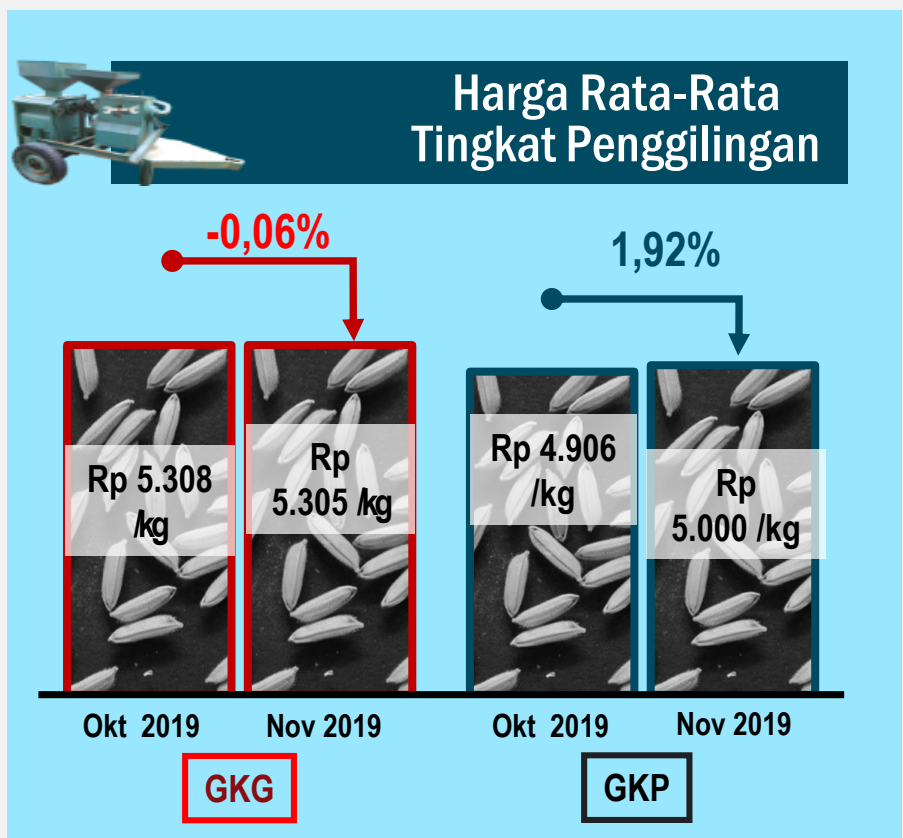 Harga Rata-Rata
Tingkat Penggilingan
-0,06%
1,92%
Rp 5.308
/kg
Rp
5.305 /kg
Rp 4.906
/kg
Rp
5.000 /kg
Okt 2019
Nov 2019
Okt 2019
Nov 2019
GKG
GKP